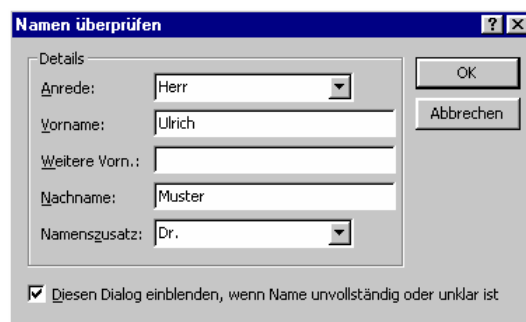 Namen überprüfen
Details
Anrede: Herr
Vorname: Ulrich
Weitere Vorn.:
Nachname: Muster
Namenszusatz: Dr.
OK
Abbrechen
Diesen Dialog einblenden, wenn Name unvollständig oder unklar ist